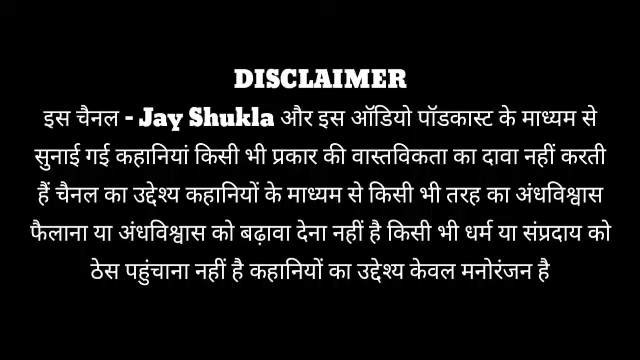 DISCLAIMER
इस चैनल - Jay Shukla और इस ऑडियो पॉडकास्ट के माध्यम से
सुनाई गई कहानियां किसी भी प्रकार की वास्तविकता का दावा नहीं करती
हैं चैनल का उद्देश्य कहानियों के माध्यम से किसी भी तरह का अंधविश्वास
फैलाना या अंधविश्वास को बढ़ावा देना नहीं है किसी भी धर्म या संप्रदाय को
ठेस पहुंचाना नहीं है कहानियों का उद्देश्य केवल मनोरंजन है